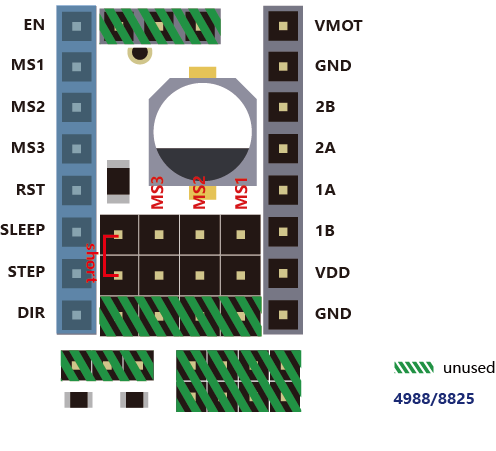 EN
MS1
MS2
MS3
RST
SLEEP
STEP
DIR
MS3
MS2
MS1
short
VMOT
GND
2B
2A
1A
1B
VDD
GND
unused
4988/8825